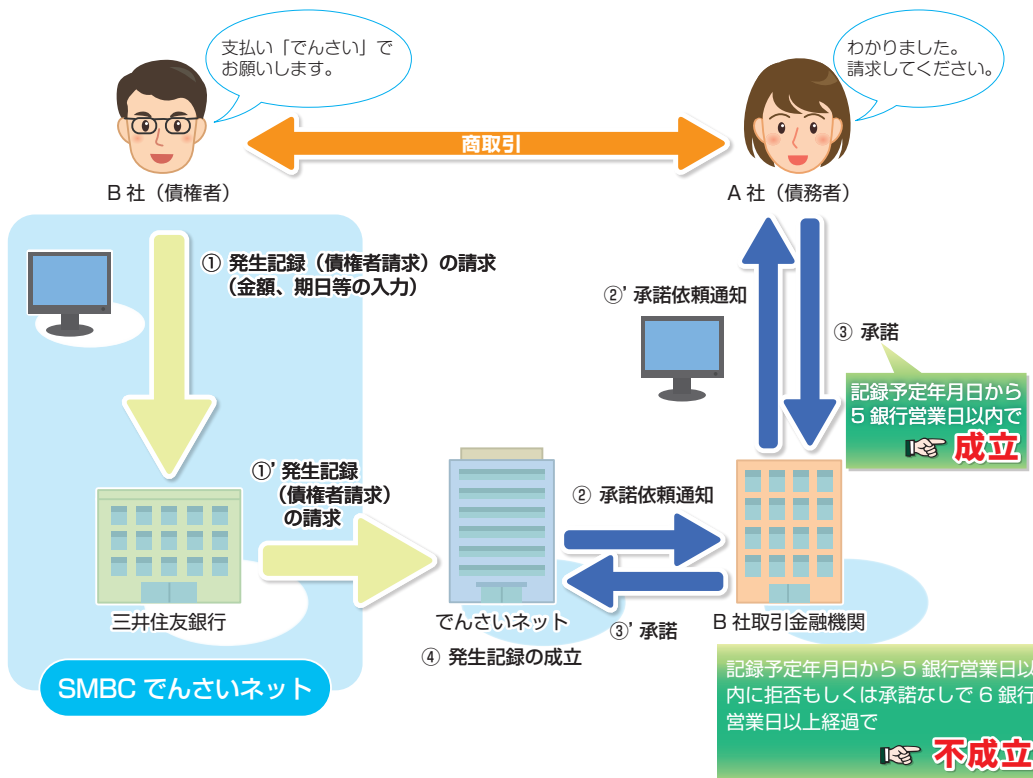 支払い「でんさい」で
お願いします。
わかりました。
請求してください。
商取引
B 社（債権者）
A 社（債務者）
① 発生記録（債権者請求）の請求
（金額、期日等の入力）
②’ 承諾依頼通知
③ 承諾
記録予定年月日から
5 銀行営業日以内で
☞ 成立
①’ 発生記録
（債権者請求）
の請求
② 承諾依頼通知
三井住友銀行
でんさいネット
③’ 承諾
B 社取引金融機関
④ 発生記録の成立
SMBC でんさいネット
記録予定年月日から 5 銀行営業日以
内に拒否もしくは承諾なしで 6 銀行
営業日以上経過で
☞ 不成立